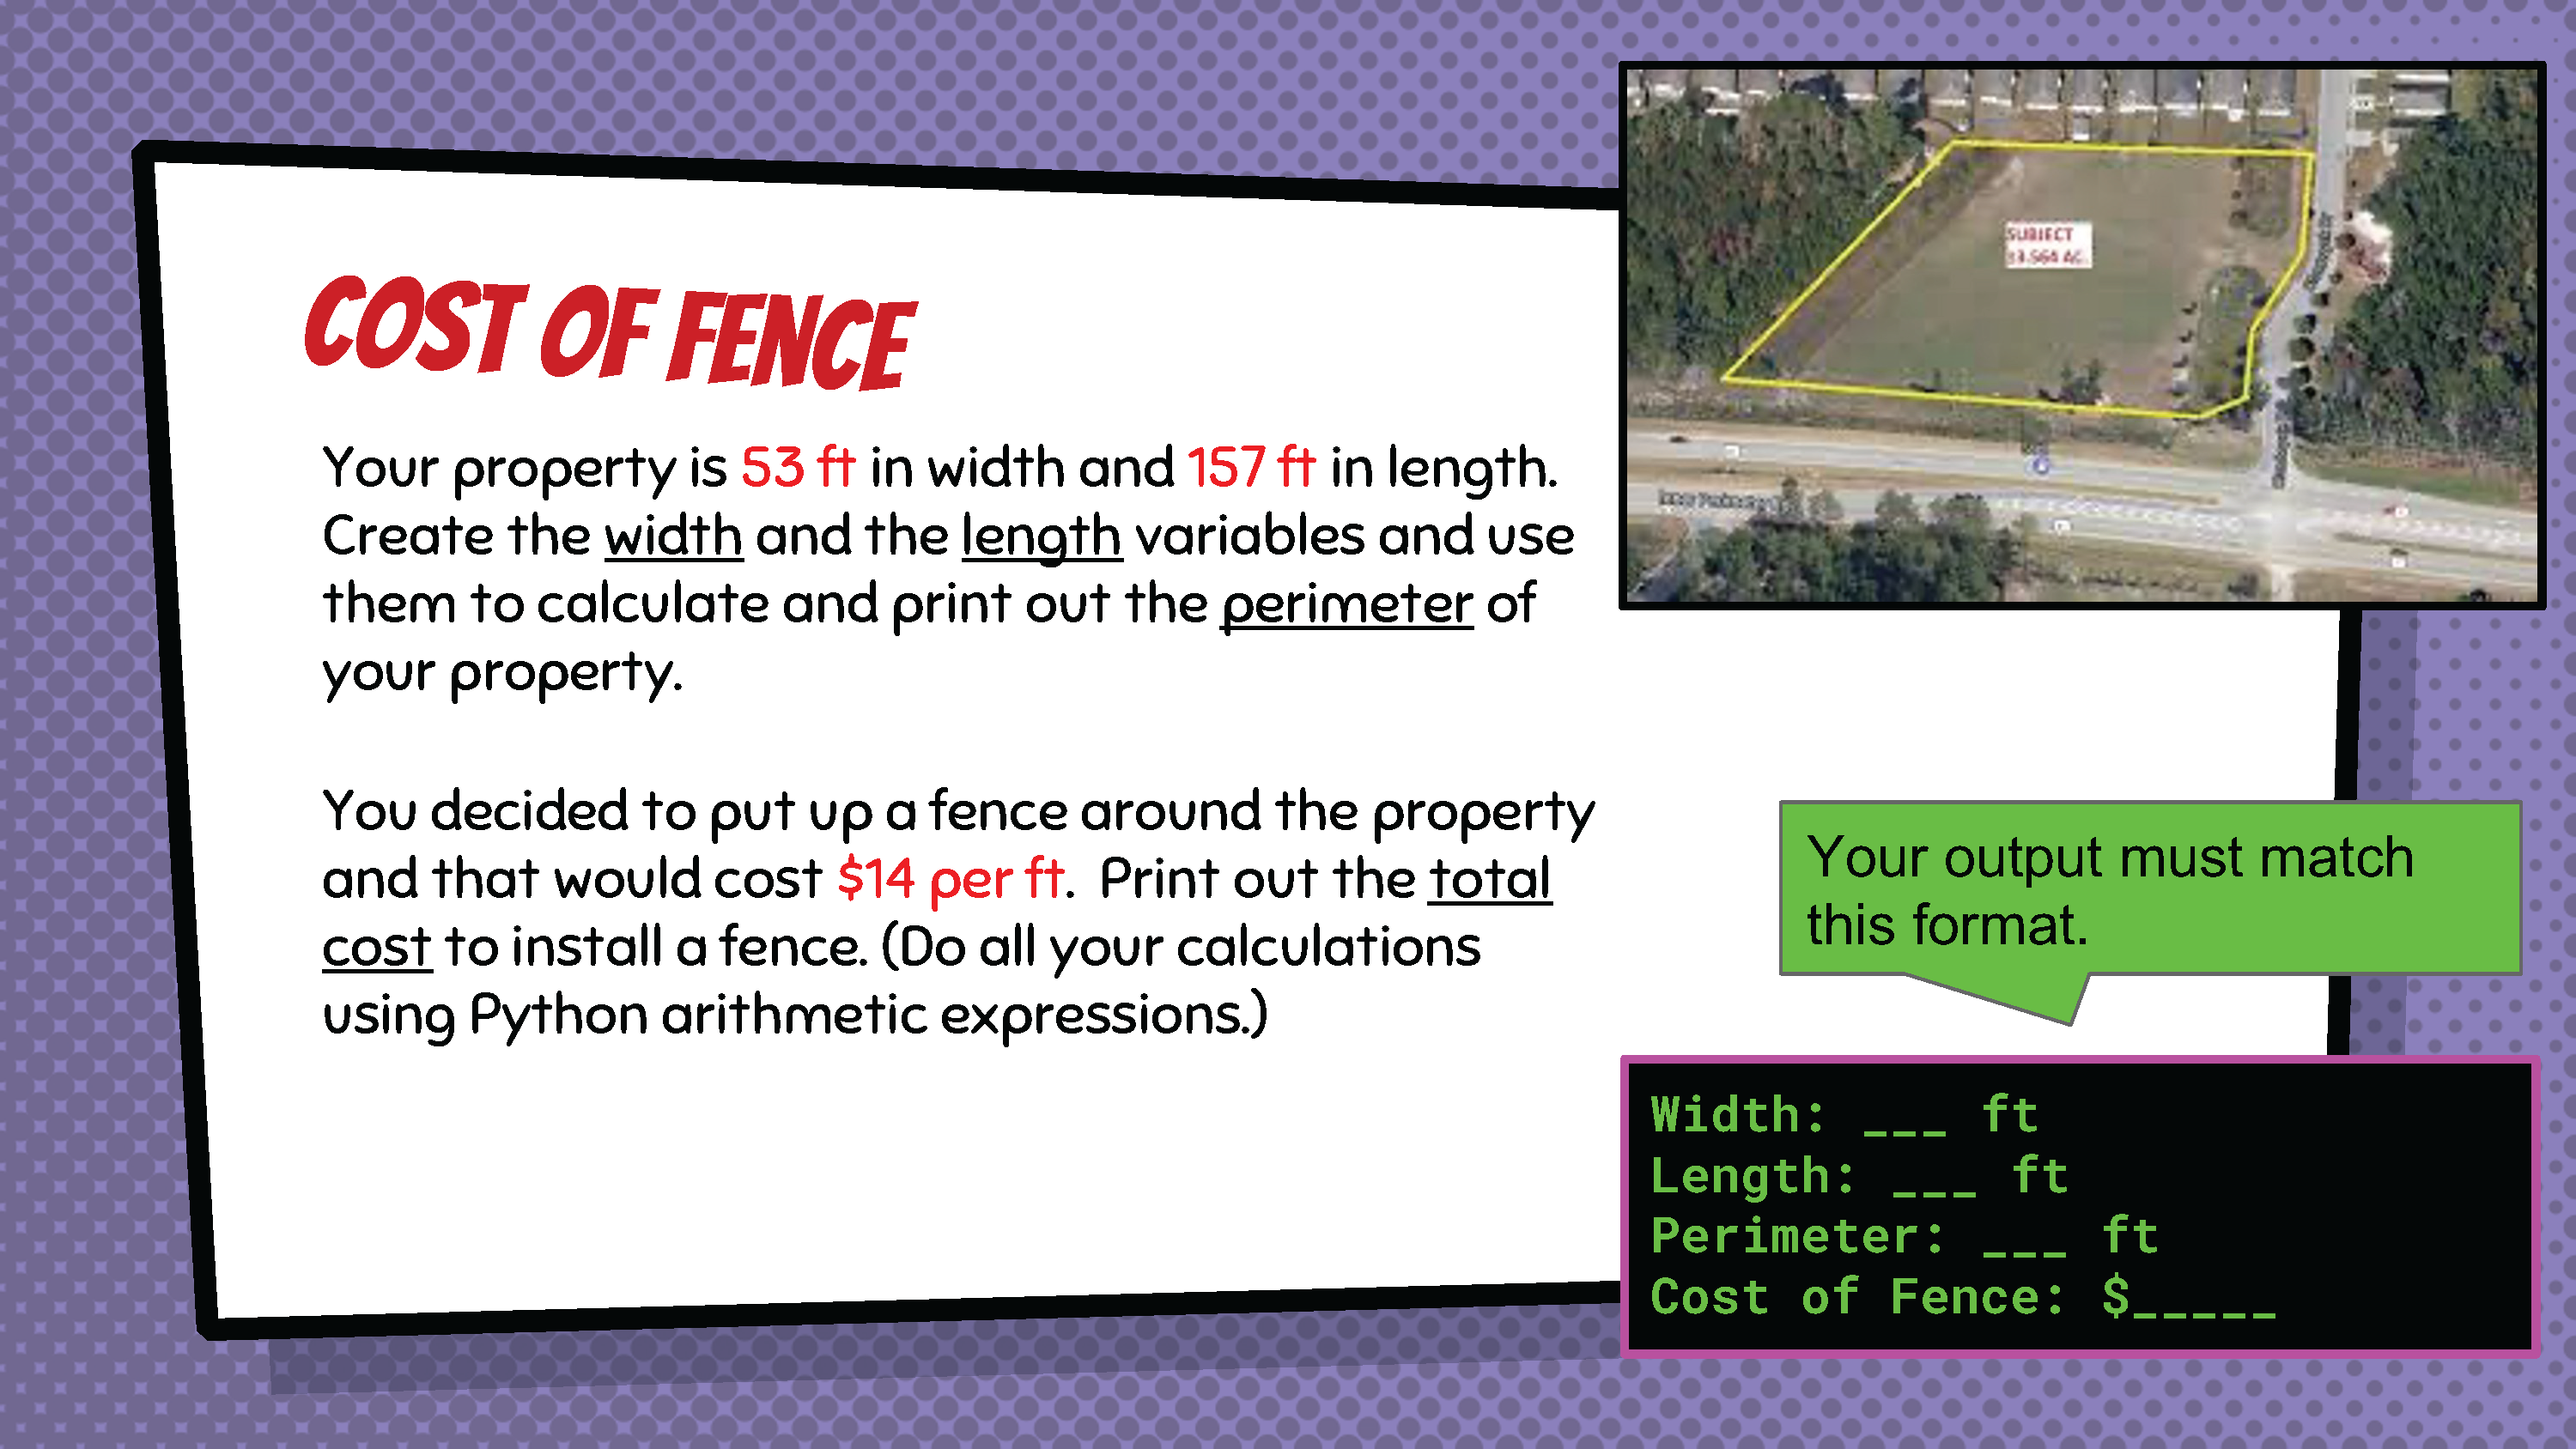 COST OF FENCE
Your property is 53 ft in width and 157 ft in length.
Create the width and the length variables and use
them to calculate and print out the perimeter of
your property.
You decided to put up a fence around the property
and that would cost $14 per ft. Print out the total
cost to install a fence. (Do all your calculations
using Python arithmetic expressions.)
SUBJECT
±3.564 AC.
Your output must match
this format.
Width: ___ ft
Length: ___ ft
Perimeter: ___ ft
Cost of Fence: $_____